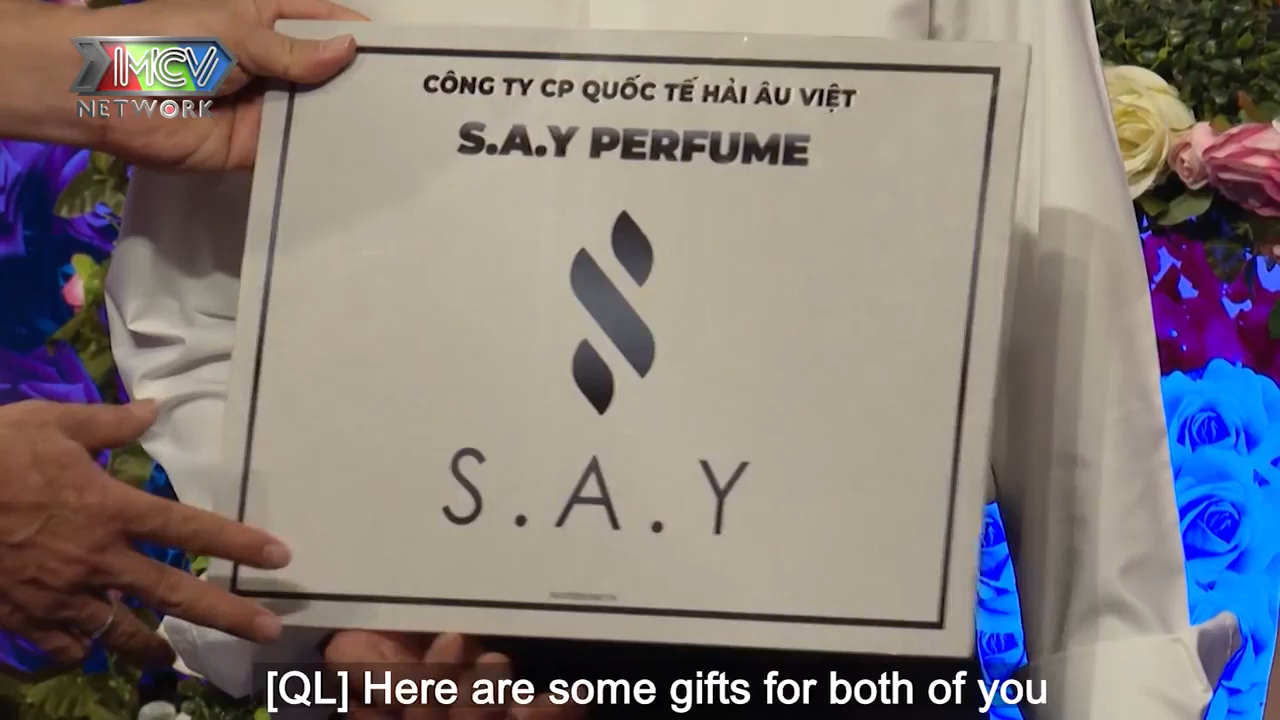 MCV
NETWORK
CÔNG TY CP QUỐC TẾ HẢI ÂU VIỆT
S.A.Y PERFUME
S.A.Y
[QL] Here are some gifts for both of you